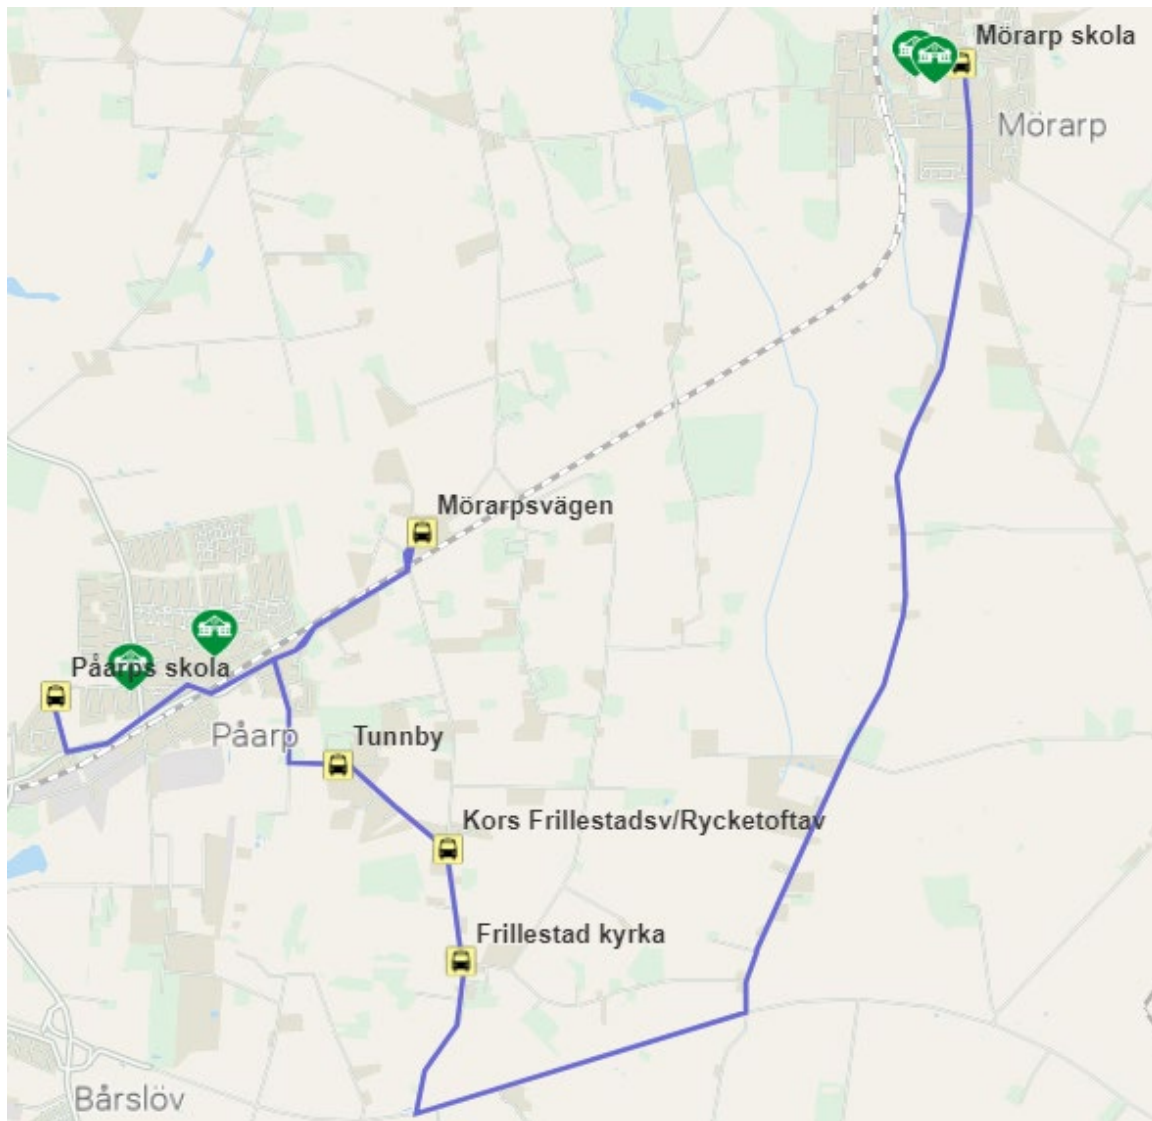 Mörarp skola
Mörarp
Mörarpsvägen
Påarps skola
Påarp
Tunnby
Kors Frillestadsv/Rycketoftav
Frillestad kyrka
Bårslöv